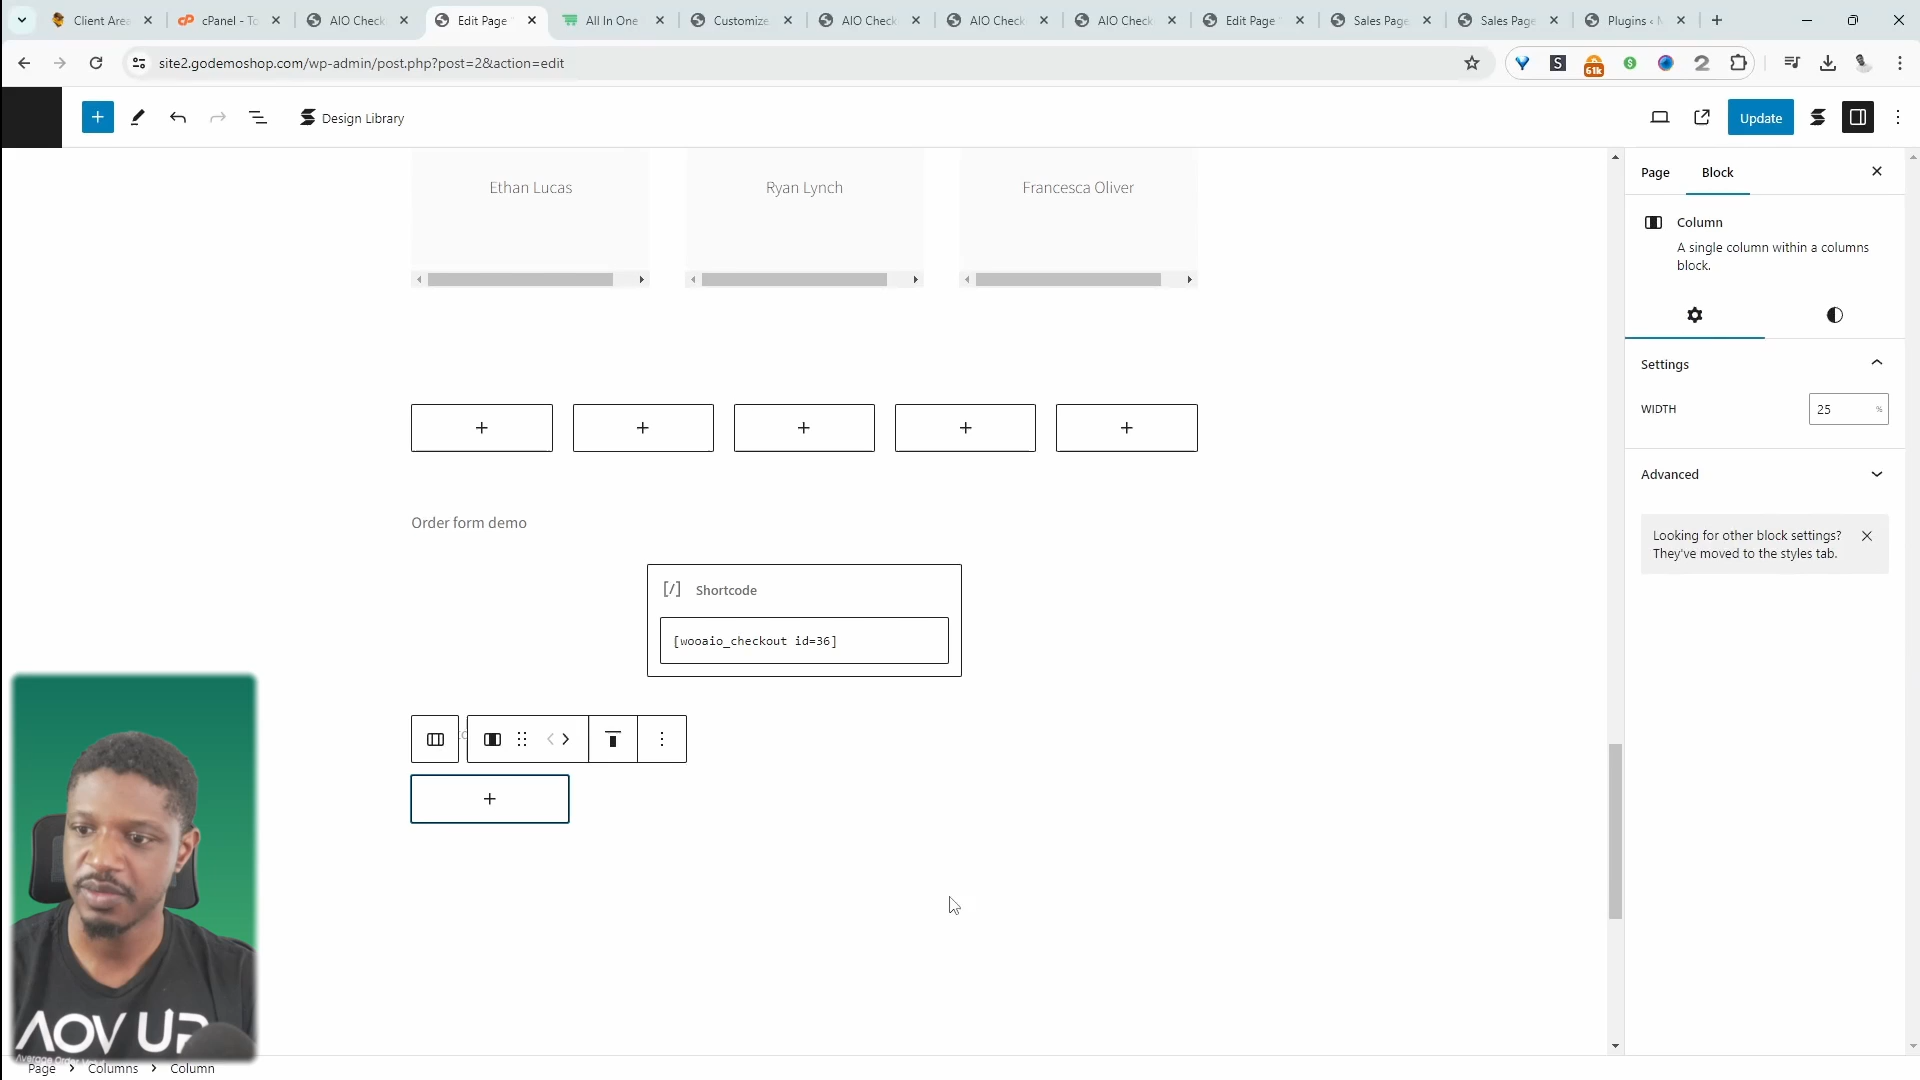 Client Area
cPanel - To
AIO Check
Edit Page
All In One
Customize
AIO Check
AIO Check
AIO Check
Edit Page
Sales Page
Sales Page
Plugins ‹
site2.godemoshop.com/wp-admin/post.php?post=2&action=edit
61k
Design Library
Update
Ethan Lucas
Ryan Lynch
Francesca Oliver
Page
Block
Column
A single column within a columns
block.
Settings
WIDTH
25
%
Advanced
Looking for other block settings?
They've moved to the styles tab.
Order form demo
[/] Shortcode
[wooaio_checkout id=36]
AOV UP
Page
Columns
Column